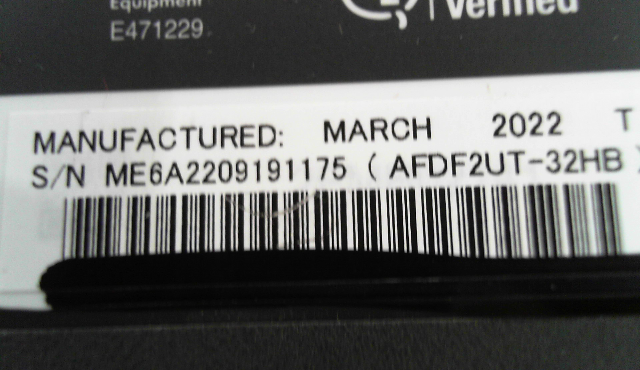 Equipment
E471229
Verified
MANUFACTURED: MARCH 2022 T
S/N ME6A2209191175 ( AFDF2UT-32HB )